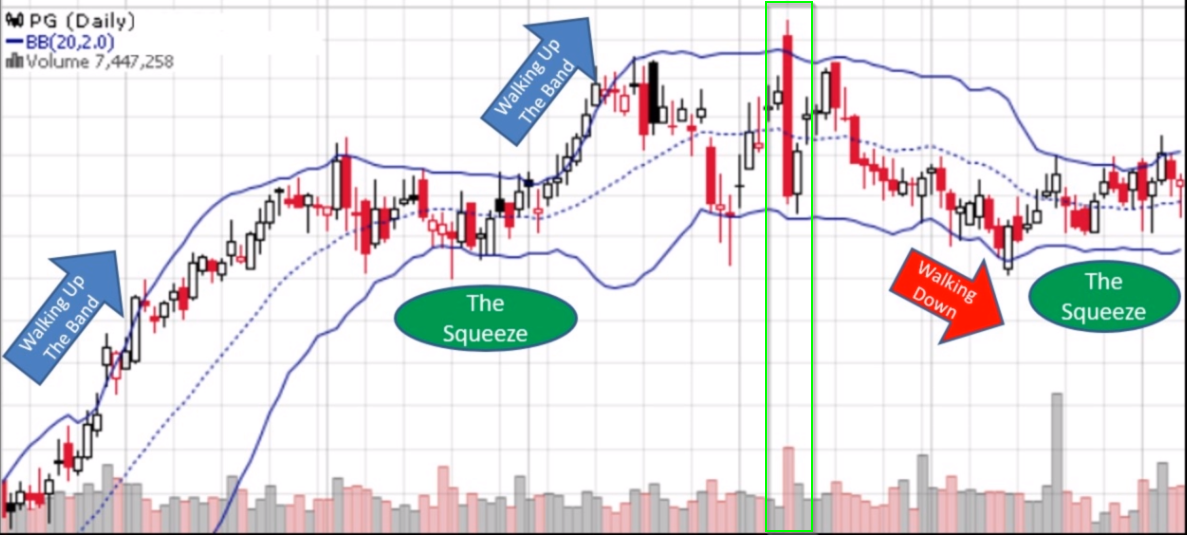 PG (Daily)
BB(20,2.0)
Volume 7,447,258
Walking Up
The Band
Walking Up
The Band
The
Squeeze
Walking
Down
The
Squeeze